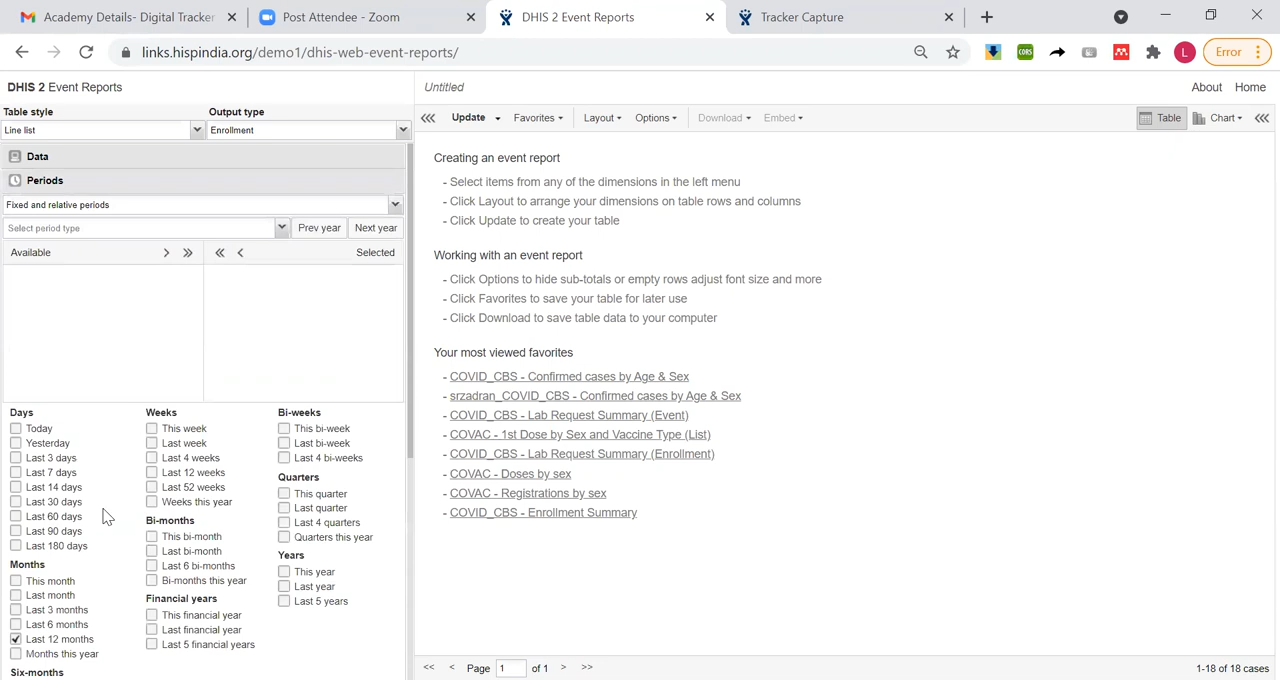 Academy Details- Digital Tracker
Post Attendee - Zoom
DHIS 2 Event Reports
Tracker Capture
links.hispindia.org/demo1/dhis-web-event-reports/
CORS
L
Error
DHIS 2 Event Reports
Untitled
About
Home
Table style
Output type
Line list
Enrollment
Update
Favorites
Layout
Options
Download
Embed
Table
Chart
Data
Periods
Fixed and relative periods
Select period type
Prev year
Next year
Available
Selected
Days
Today
Yesterday
Last 3 days
Last 7 days
Last 14 days
Last 30 days
Last 60 days
Last 90 days
Last 180 days
Months
This month
Last month
Last 3 months
Last 6 months
Last 12 months
Months this year
Six-months
Weeks
This week
Last week
Last 4 weeks
Last 12 weeks
Last 52 weeks
Weeks this year
Bi-months
This bi-month
Last bi-month
Last 6 bi-months
Bi-months this year
Financial years
This financial year
Last financial year
Last 5 financial years
Bi-weeks
This bi-week
Last bi-week
Last 4 bi-weeks
Quarters
This quarter
Last quarter
Last 4 quarters
Quarters this year
Years
This year
Last year
Last 5 years
Creating an event report
- Select items from any of the dimensions in the left menu
- Click Layout to arrange your dimensions on table rows and columns
- Click Update to create your table
Working with an event report
- Click Options to hide sub-totals or empty rows adjust font size and more
- Click Favorites to save your table for later use
- Click Download to save table data to your computer
Your most viewed favorites
- COVID_CBS - Confirmed cases by Age & Sex
- srzadran_COVID_CBS - Confirmed cases by Age & Sex
- COVID_CBS - Lab Request Summary (Event)
- COVAC - 1st Dose by Sex and Vaccine Type (List)
- COVID_CBS - Lab Request Summary (Enrollment)
- COVAC - Doses by sex
- COVAC - Registrations by sex
- COVID_CBS - Enrollment Summary
<< < Page 1 of 1 > >>
1-18 of 18 cases